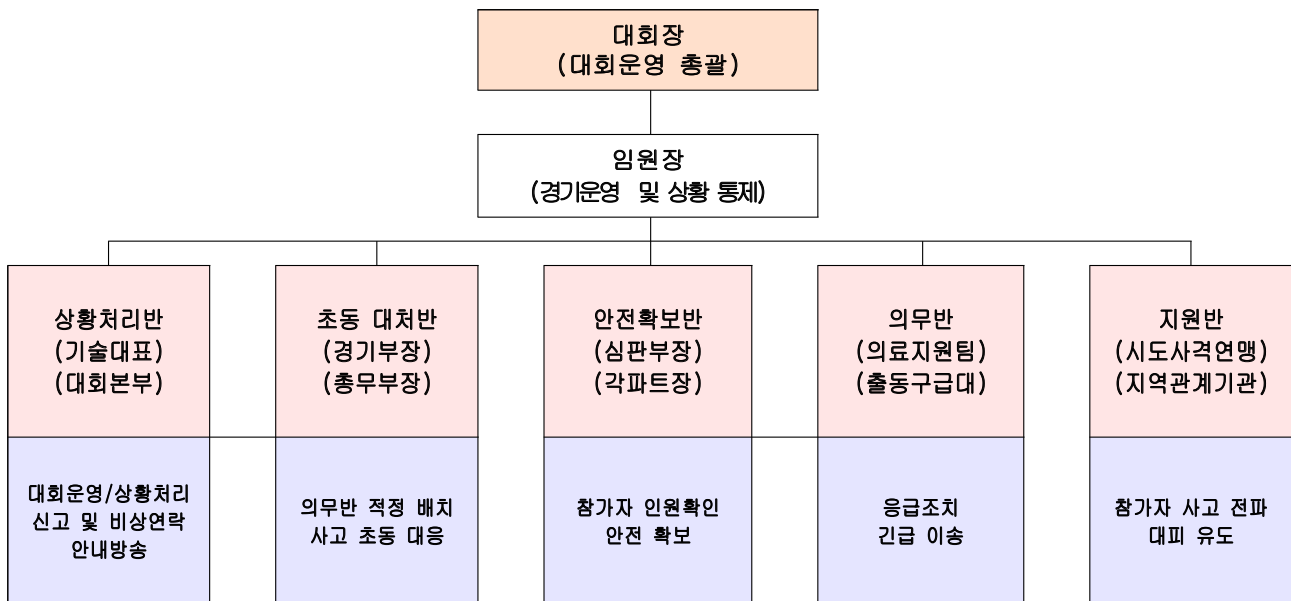 대회장
(대회운영 총괄)
임원장
(경기운영 및 상황 통제)
상황처리반
(기술대표)
(대회본부)
초동 대처반
(경기부장)
(총무부장)
안전확보반
(심판부장)
(각파트장)
의무반
(의료지원팀)
(출동구급대)
지원반
(시도사격연맹)
(지역관계기관)
대회운영/상황처리
신고 및 비상연락
안내방송
의무반 적정 배치
사고 초동 대응
참가자 인원확인
안전 확보
응급조치
긴급 이송
참가자 사고 전파
대피 유도